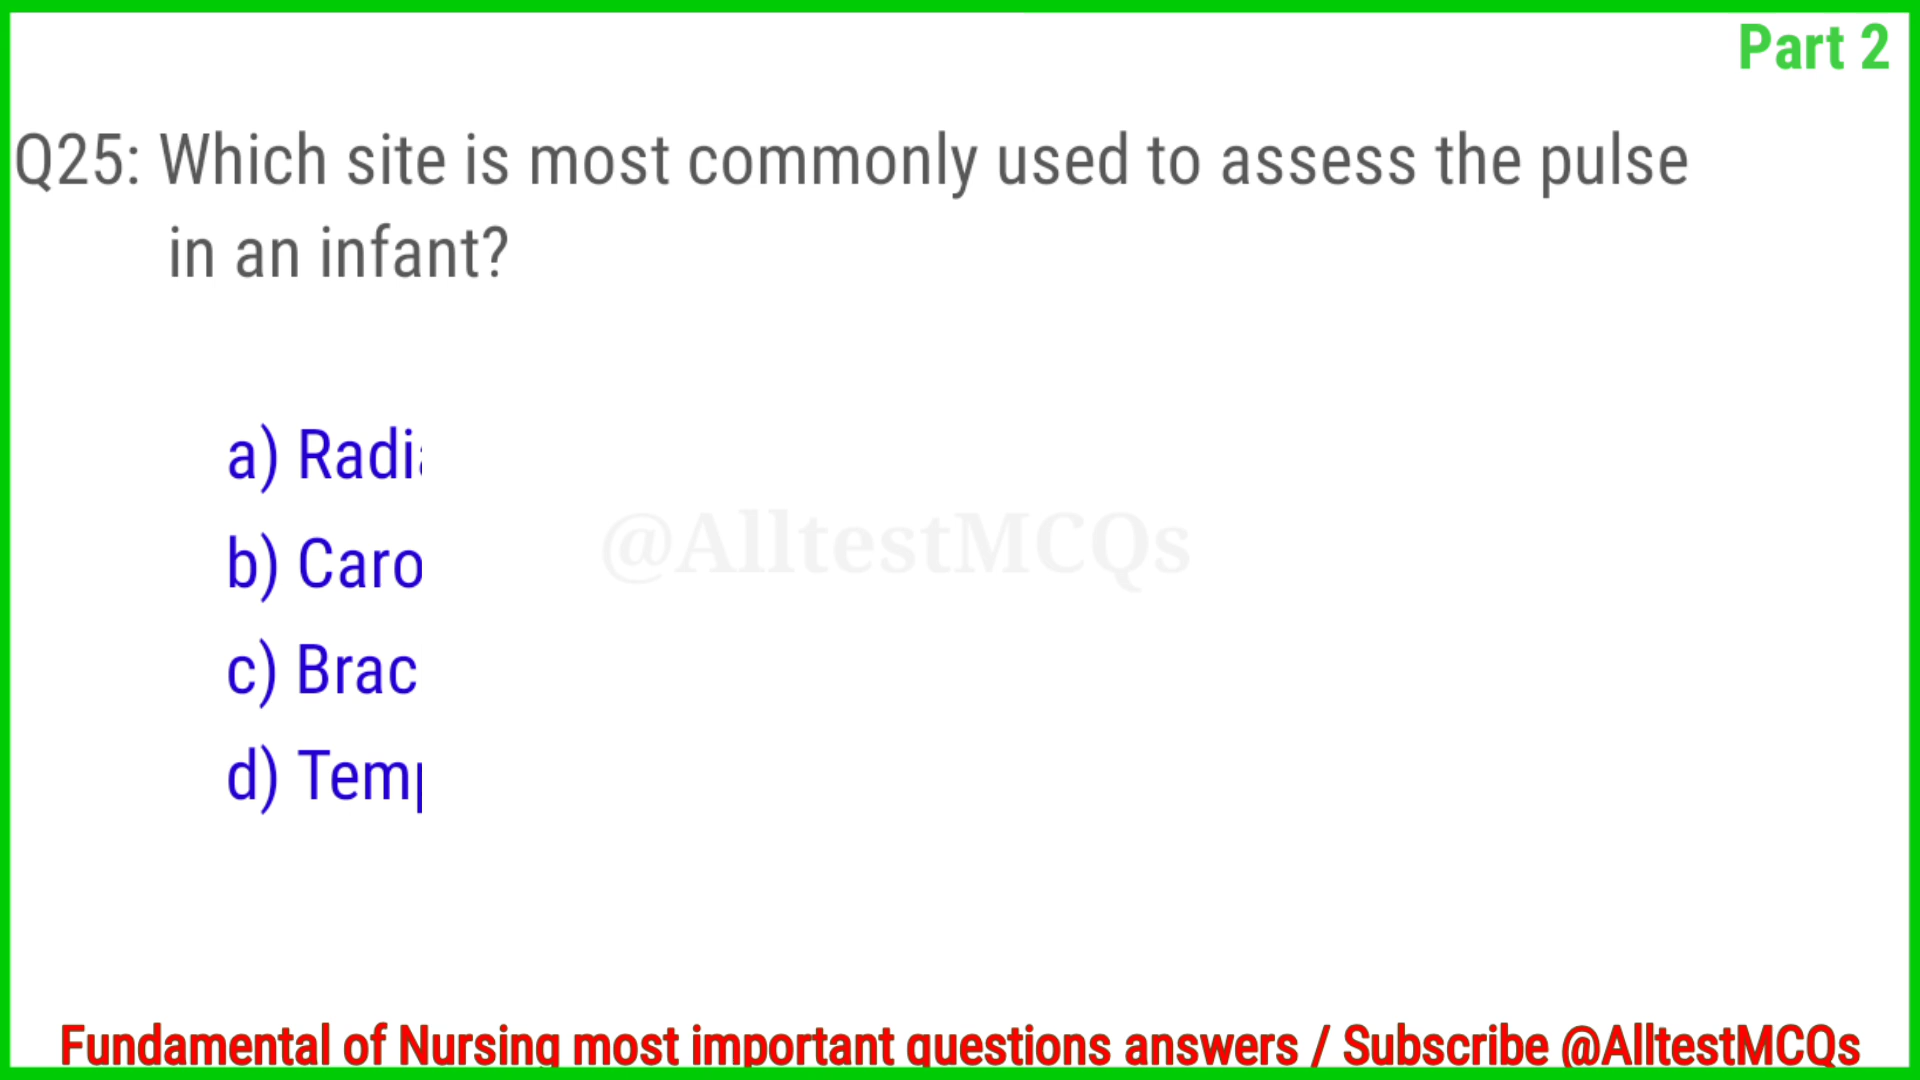 Part 2
Q25: Which site is most commonly used to assess the pulse
in an infant?
a) Radi
b) Caro
@AlltestMCQs
c) Brac
d) Tem
Fundamental of Nursing most important questions answers / Subscribe @AlltestMCQs